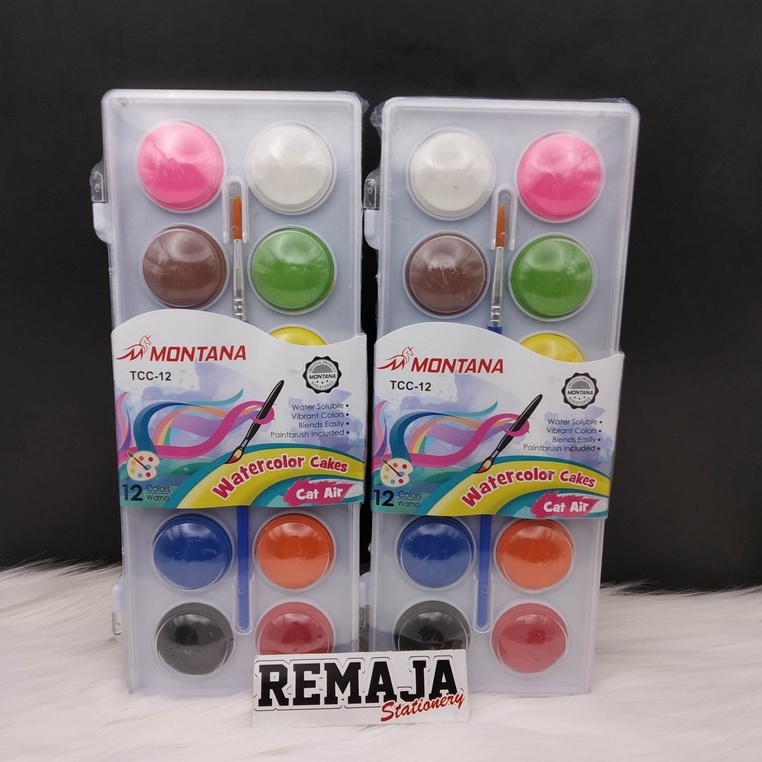 MONTANA
TCC-12
MONTANA
Water Soluble •
Vibrant Colors •
Blends Easily •
Paintbrush Included •
Watercolor Cakes
12 Colors
Warna
Cat Air
MONTANA
TCC-12
MONTANA
Water Soluble •
Vibrant Colors •
Blends Easily •
Paintbrush Included •
Watercolor Cakes
12 Colors
Warna
Cat Air
REMAJA
Stationery